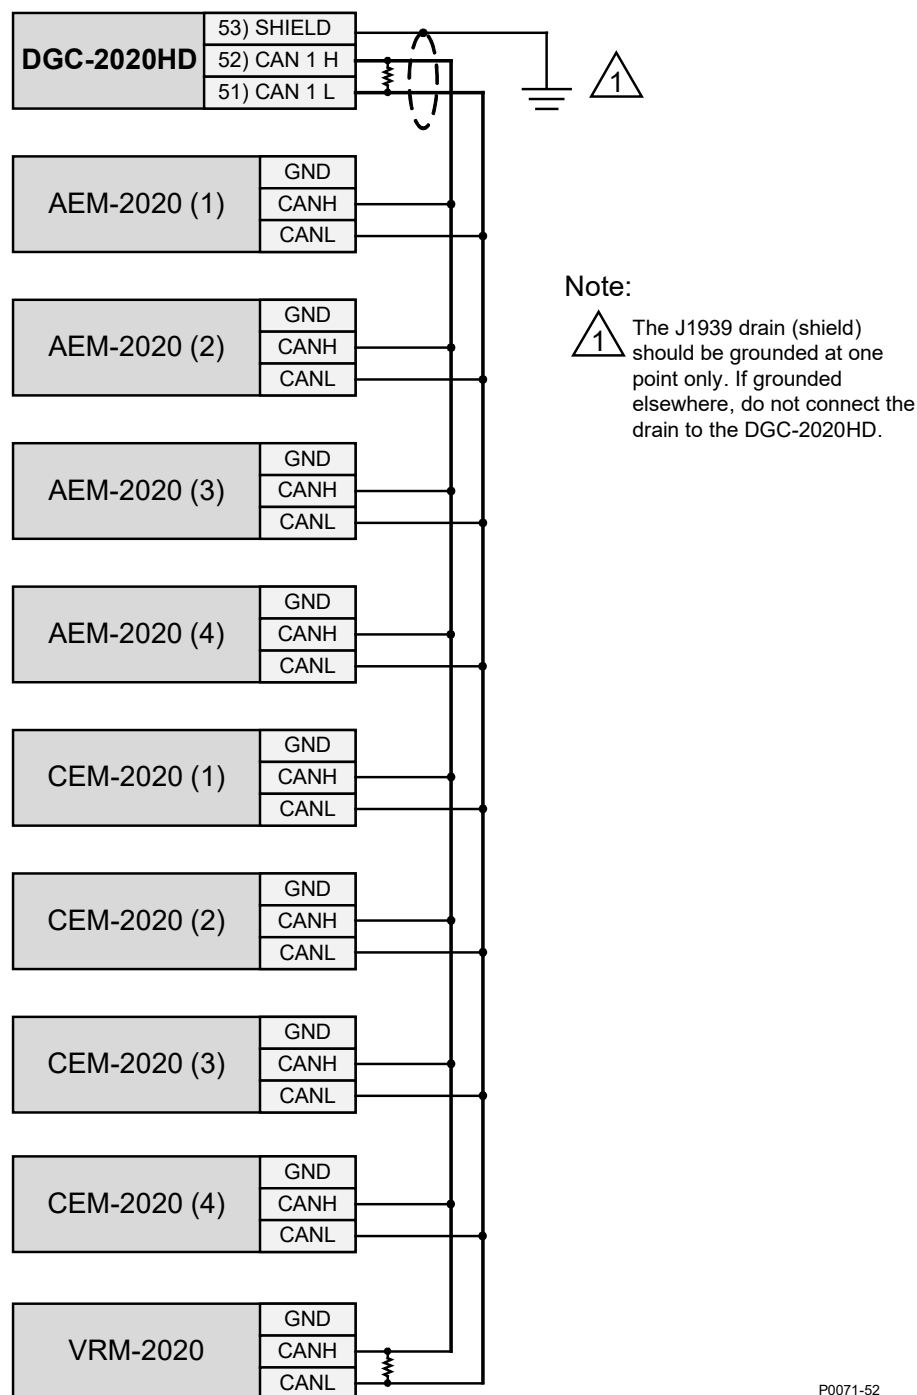 DGC-2020HD
53) SHIELD
52) CAN 1 H
51) CAN 1 L
1
AEM-2020 (1)
GND
CANH
CANL
Note:
1
The J1939 drain (shield)
should be grounded at one
point only. If grounded
elsewhere, do not connect the
drain to the DGC-2020HD.
AEM-2020 (2)
GND
CANH
CANL
AEM-2020 (3)
GND
CANH
CANL
AEM-2020 (4)
GND
CANH
CANL
CEM-2020 (1)
GND
CANH
CANL
CEM-2020 (2)
GND
CANH
CANL
CEM-2020 (3)
GND
CANH
CANL
CEM-2020 (4)
GND
CANH
CANL
VRM-2020
GND
CANH
CANL
P0071-52